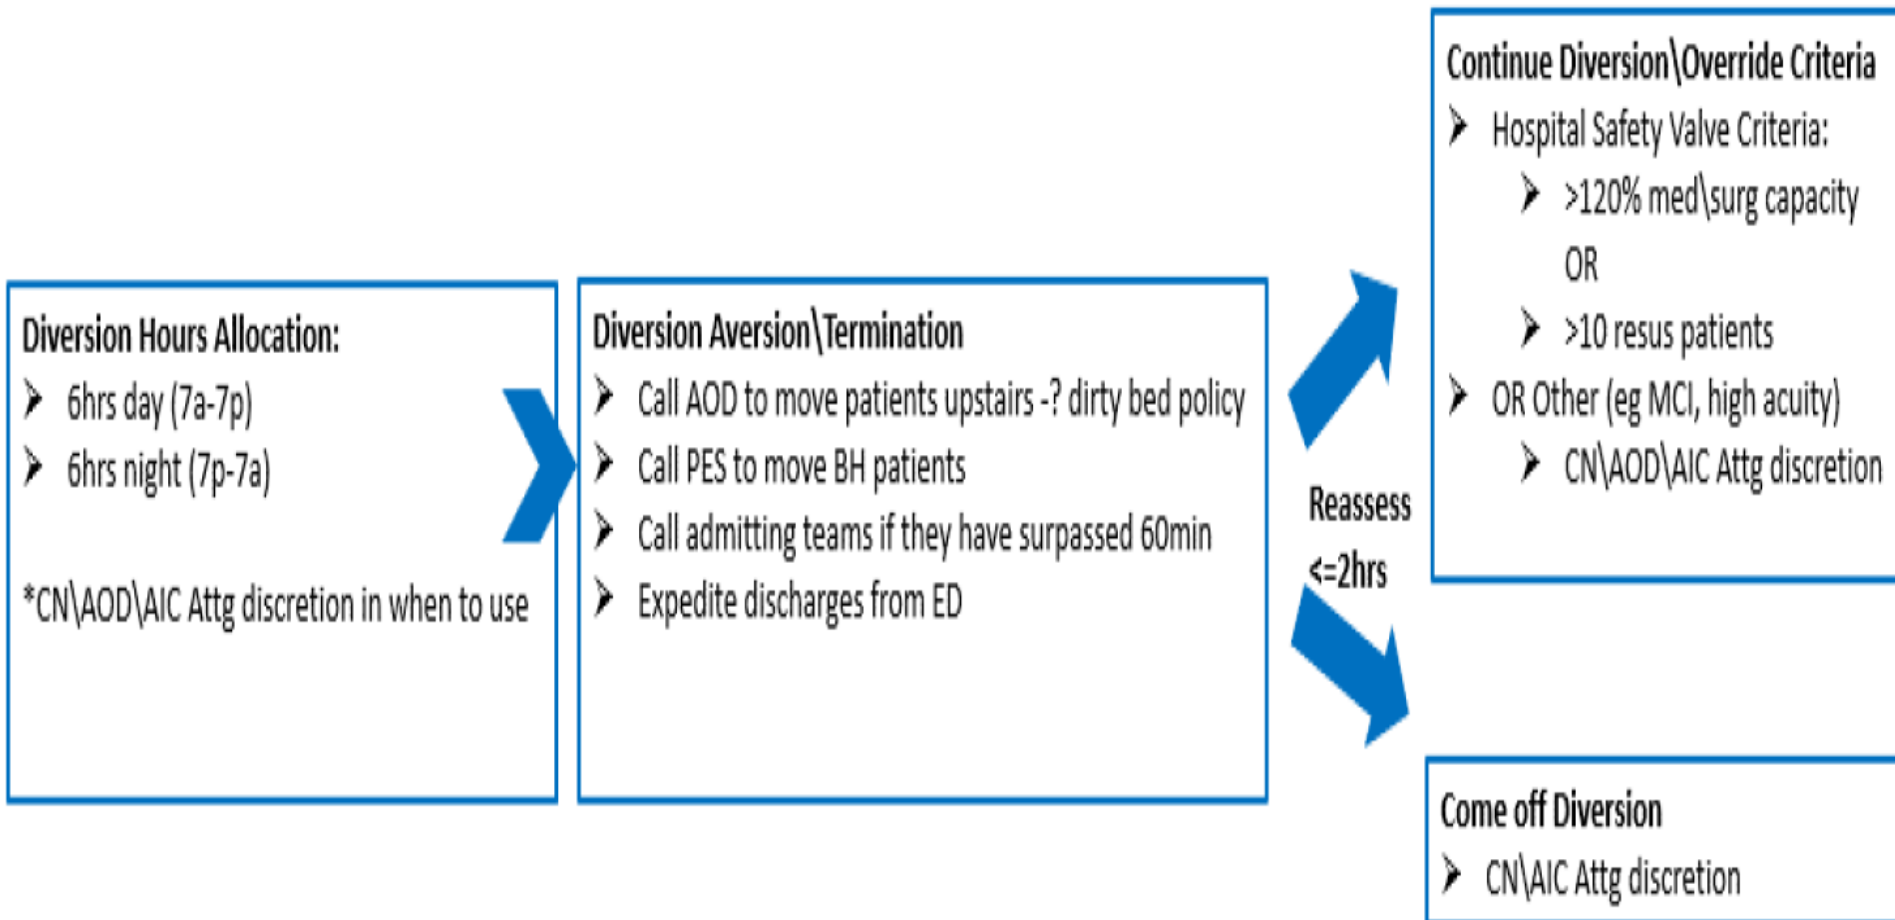 Diversion Hours Allocation:
➤ 6hrs day (7a-7p)
➤ 6hrs night (7p-7a)
*CN\AOD\AIC Attg discretion in when to use
Diversion Aversion\Termination
➤ Call AOD to move patients upstairs -? dirty bed policy
➤ Call PES to move BH patients
➤ Call admitting teams if they have surpassed 60min
➤ Expedite discharges from ED
Reassess
<=2hrs
Continue Diversion\Override Criteria
➤ Hospital Safety Valve Criteria:
➤ >120% med\surg capacity
OR
➤ >10 resus patients
➤ OR Other (eg MCI, high acuity)
➤ CN\AOD\AIC Attg discretion
Come off Diversion
➤ CN\AIC Attg discretion